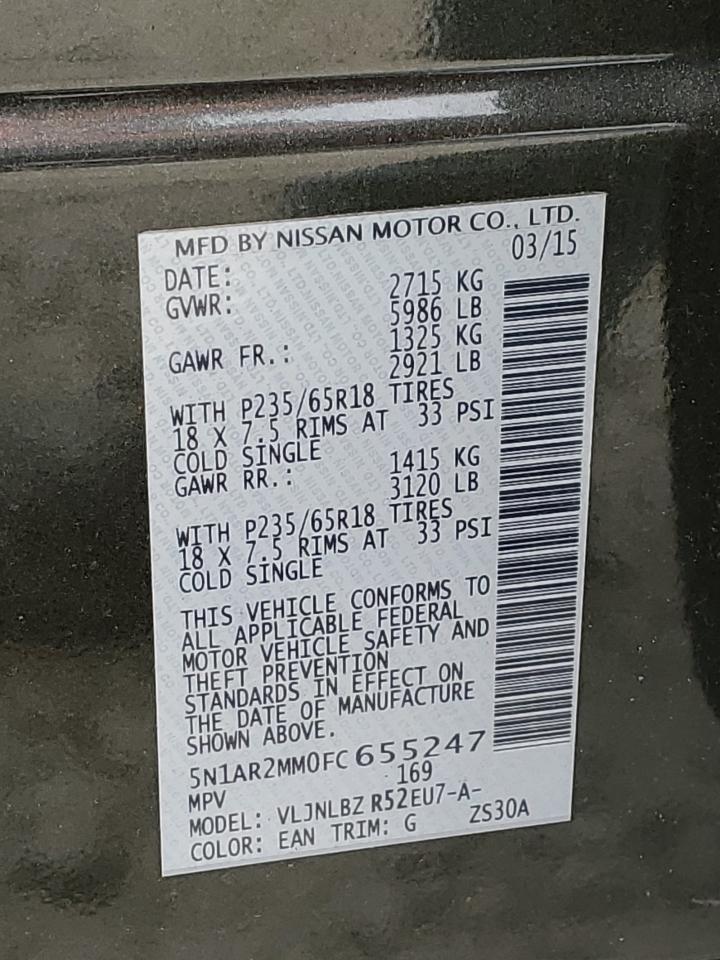 MFD BY NISSAN MOTOR CO., LTD.
DATE: 03/15
GVWR: 2715 KG
5986 LB
1325 KG
GAWR FR.: 2921 LB
WITH P235/65R18 TIRES
18 X 7.5 RIMS AT 33 PSI
COLD SINGLE
GAWR RR.: 1415 KG
3120 LB
WITH P235/65R18 TIRES
18 X 7.5 RIMS AT 33 PSI
COLD SINGLE
THIS VEHICLE CONFORMS TO
ALL APPLICABLE FEDERAL
MOTOR VEHICLE SAFETY AND
THEFT PREVENTION
STANDARDS IN EFFECT ON
THE DATE OF MANUFACTURE
SHOWN ABOVE.
5N1AR2MM0FC655247
MPV 169
MODEL: VLJNLBZ R52EU7-A-
COLOR: EAN TRIM: G ZS30A